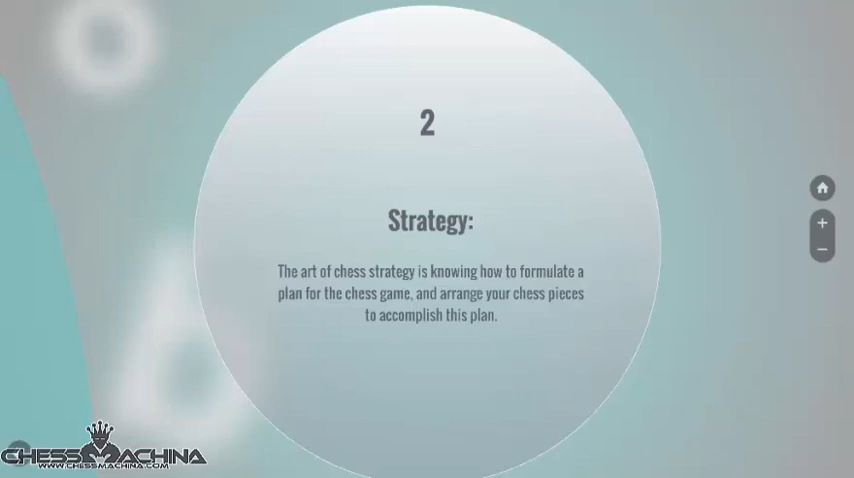 2
Strategy:
The art of chess strategy is knowing how to formulate a
plan for the chess game, and arrange your chess pieces
to accomplish this plan.
CHESSMACHINA
WWW.CHESSMACHINA.COM